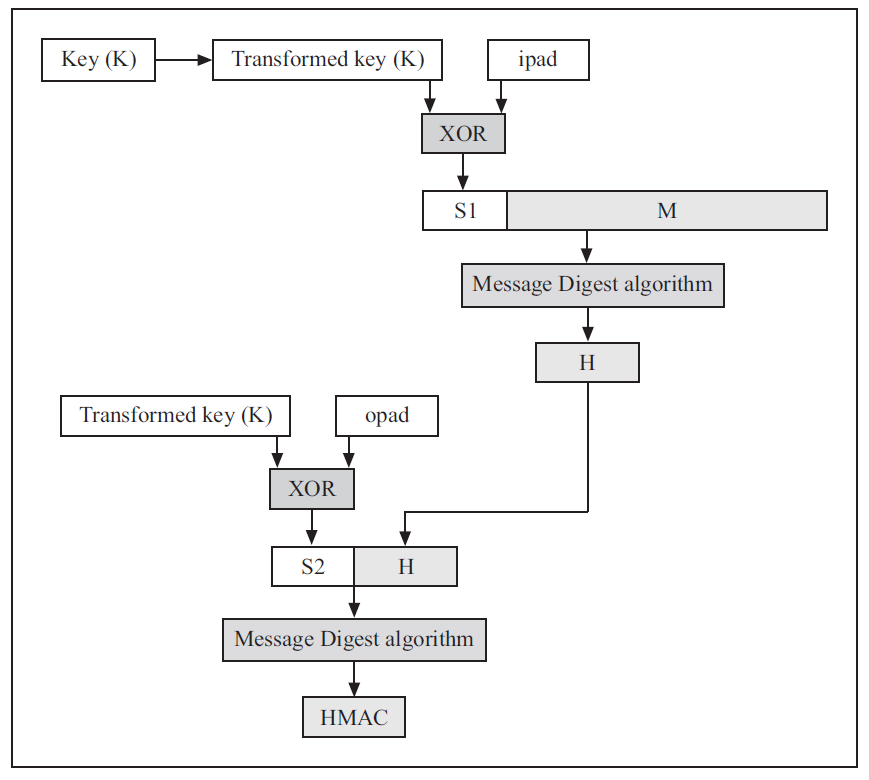 Key (K)
Transformed key (K)
ipad
XOR
S1
M
Message Digest algorithm
H
Transformed key (K)
opad
XOR
S2
H
Message Digest algorithm
HMAC